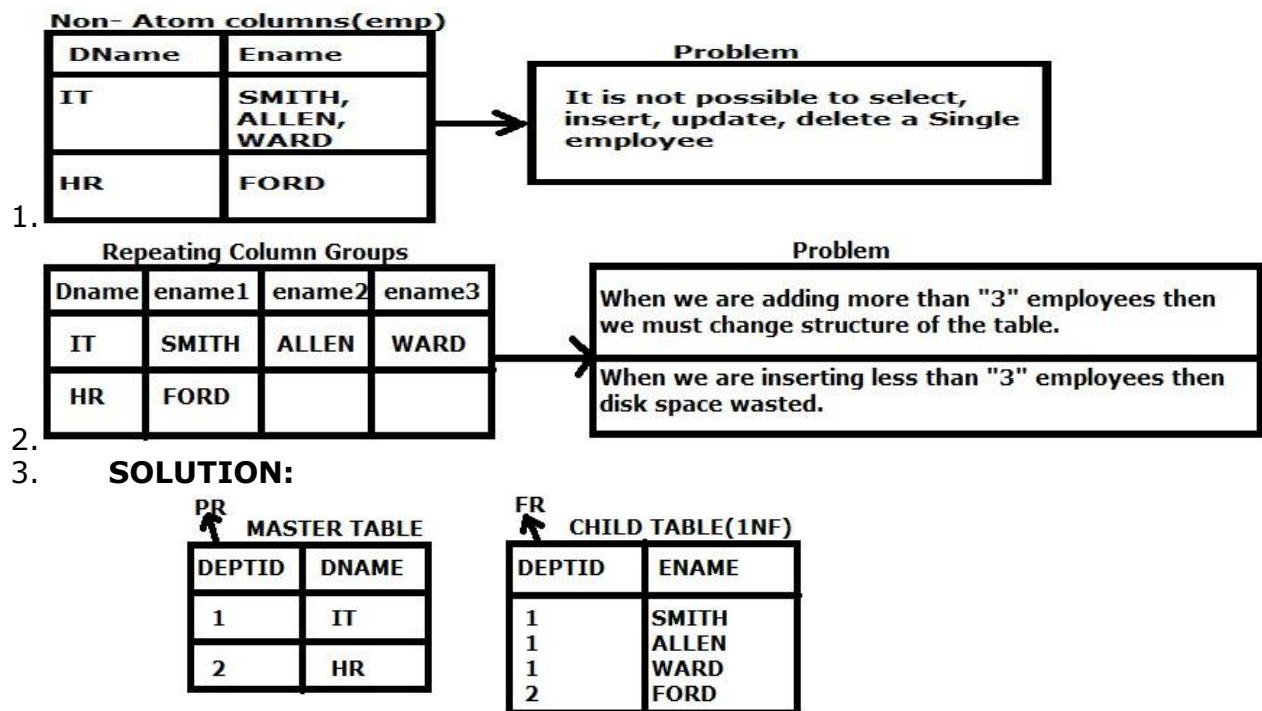 Non- Atom columns(emp)
DName Ename
IT SMITH,
ALLEN,
WARD
HR FORD
1.
Problem
It is not possible to select,
insert, update, delete a Single
employee
Repeating Column Groups
Dname ename1 ename2 ename3
IT SMITH ALLEN WARD
HR FORD
2.
Problem
When we are adding more than "3" employees then
we must change structure of the table.
When we are inserting less than "3" employees then
disk space wasted.
3. SOLUTION:
PR
MASTER TABLE
DEPTID DNAME
1 IT
2 HR
FR
CHILD TABLE(1NF)
DEPTID ENAME
1 SMITH
1 ALLEN
1 WARD
2 FORD